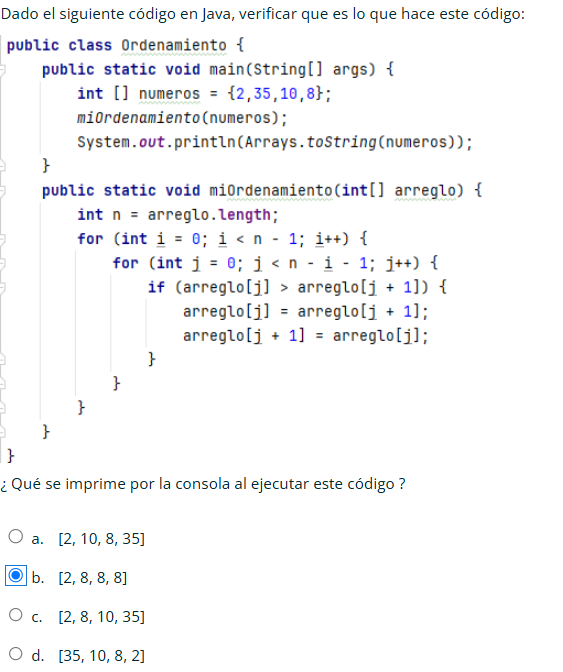 Dado el siguiente código en Java, verificar que es lo que hace este código:
public class Ordenamiento {
public static void main(String[] args) {
int [] numeros = {2,35,10,8};
miOrdenamiento(numeros);
System.out.println(Arrays.toString(numeros));
}
public static void miOrdenamiento(int[] arreglo) {
int n = arreglo.length;
for (int i = 0; i < n - 1; i++) {
for (int j = 0; j < n - i - 1; j++) {
if (arreglo[j] > arreglo[j + 1]) {
arreglo[j] = arreglo[j + 1];
arreglo[j + 1] = arreglo[j];
}
}
}
}
}
¿ Qué se imprime por la consola al ejecutar este código ?
a. [2, 10, 8, 35]
b. [2, 8, 8, 8]
c. [2, 8, 10, 35]
d. [35, 10, 8, 2]